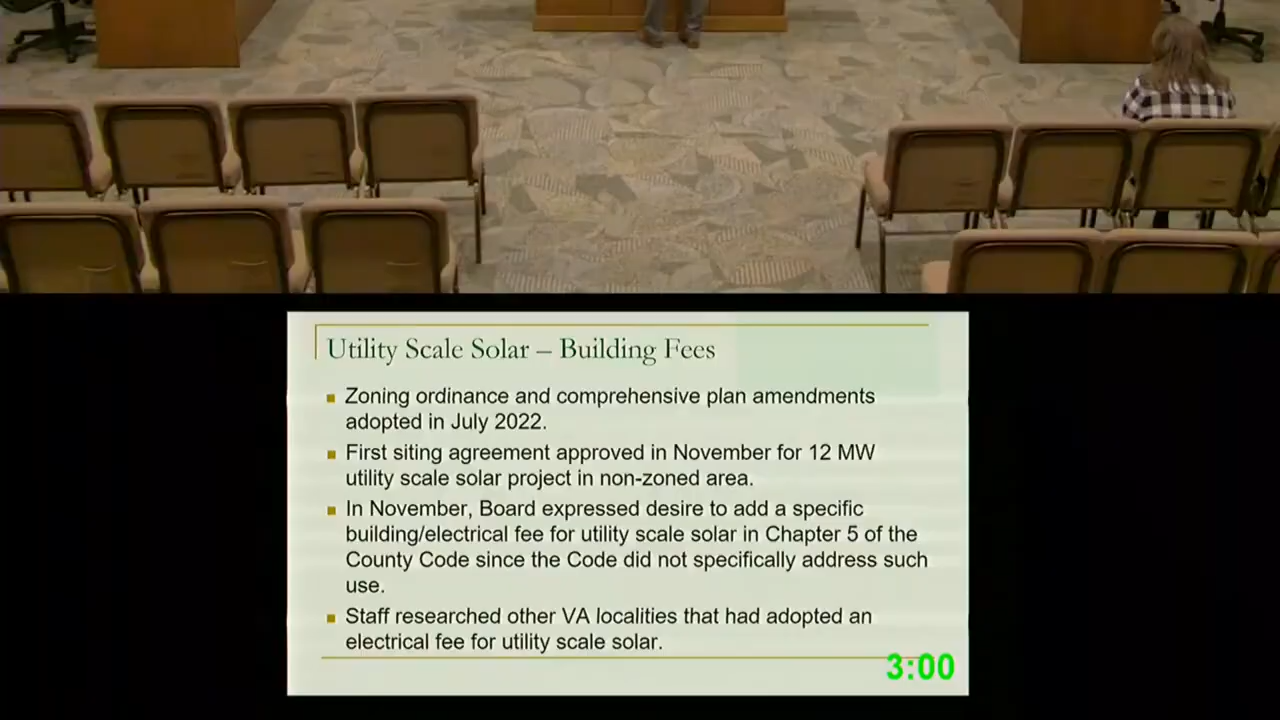 Utility Scale Solar – Building Fees
Zoning ordinance and comprehensive plan amendments
adopted in July 2022.
First siting agreement approved in November for 12 MW
utility scale solar project in non-zoned area.
In November, Board expressed desire to add a specific
building/electrical fee for utility scale solar in Chapter 5 of the
County Code since the Code did not specifically address such
use.
Staff researched other VA localities that had adopted an
electrical fee for utility scale solar.
3:00